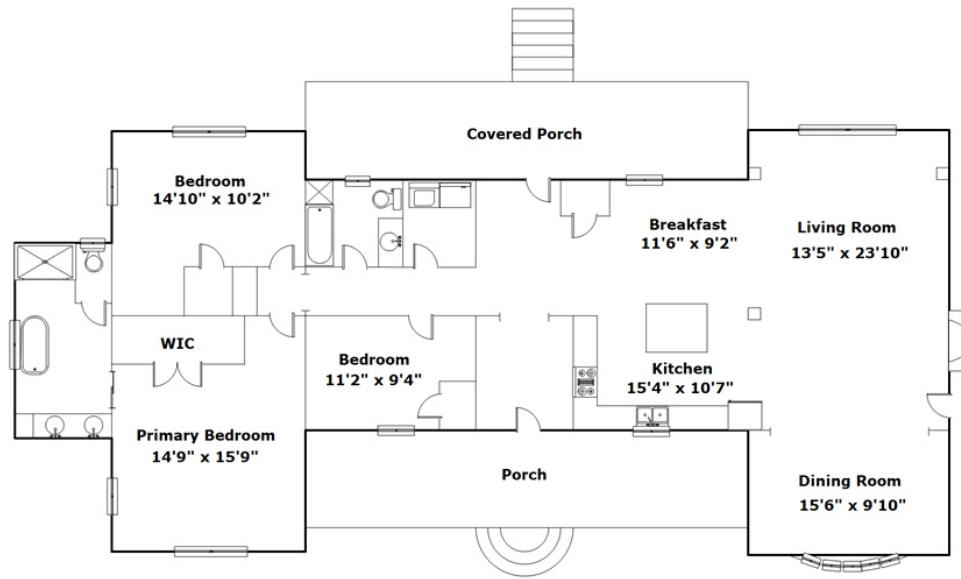 Covered Porch
Bedroom
14'10" x 10'2"
Breakfast
11'6" x 9'2"
Living Room
13'5" x 23'10"
WIC
Bedroom
11'2" x 9'4"
Kitchen
15'4" x 10'7"
Primary Bedroom
14'9" x 15'9"
Porch
Dining Room
15'6" x 9'10"